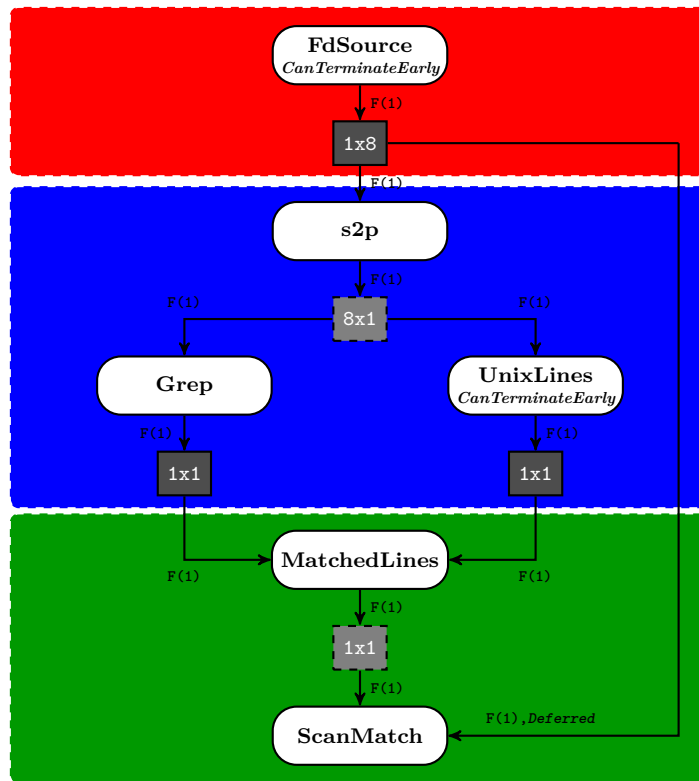 FdSource
CanTerminateEarly
F(1)
1x8
F(1)
s2p
F(1)
F(1)
8x1
F(1)
Grep
UnixLines
CanTerminateEarly
F(1)
F(1)
1x1
1x1
MatchedLines
F(1)
F(1)
F(1)
1x1
F(1)
F(1),Deferred
ScanMatch